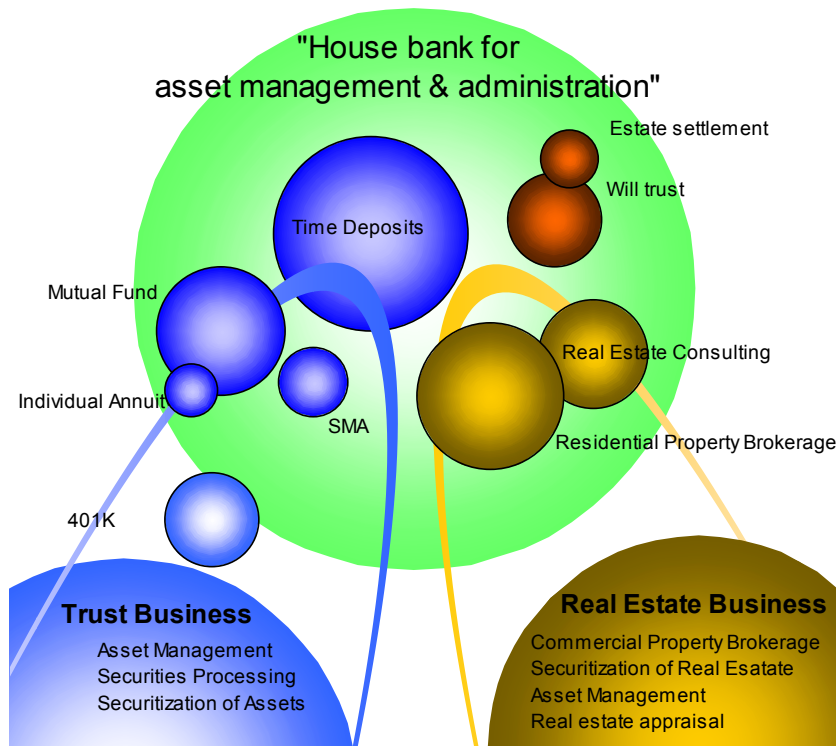 "House bank for
asset management & administration"
Estate settlement
Will trust
Time Deposits
Mutual Fund
Real Estate Consulting
Individual Annuit
SMA
Residential Property Brokerage
401K
Trust Business
Asset Management
Securities Processing
Securitization of Assets
Real Estate Business
Commercial Property Brokerage
Securitization of Real Esatate
Asset Management
Real estate appraisal